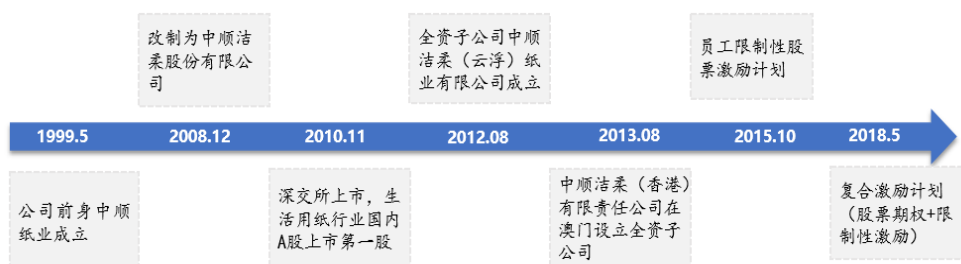 改制为中顺洁
柔股份有限公
司
全资子公司中顺
洁柔（云浮）纸
业有限公司成立
员工限制性股
票激励计划
1999.5 2008.12 2010.11 2012.08 2013.08 2015.10 2018.5
公司前身中顺
纸业成立
深交所上市，生
活用纸行业国内
A股上市第一股
中顺洁柔（香港）
有限责任公司在
澳门设立全资子
公司
复合激励计划
（股票期权+限
制性激励）